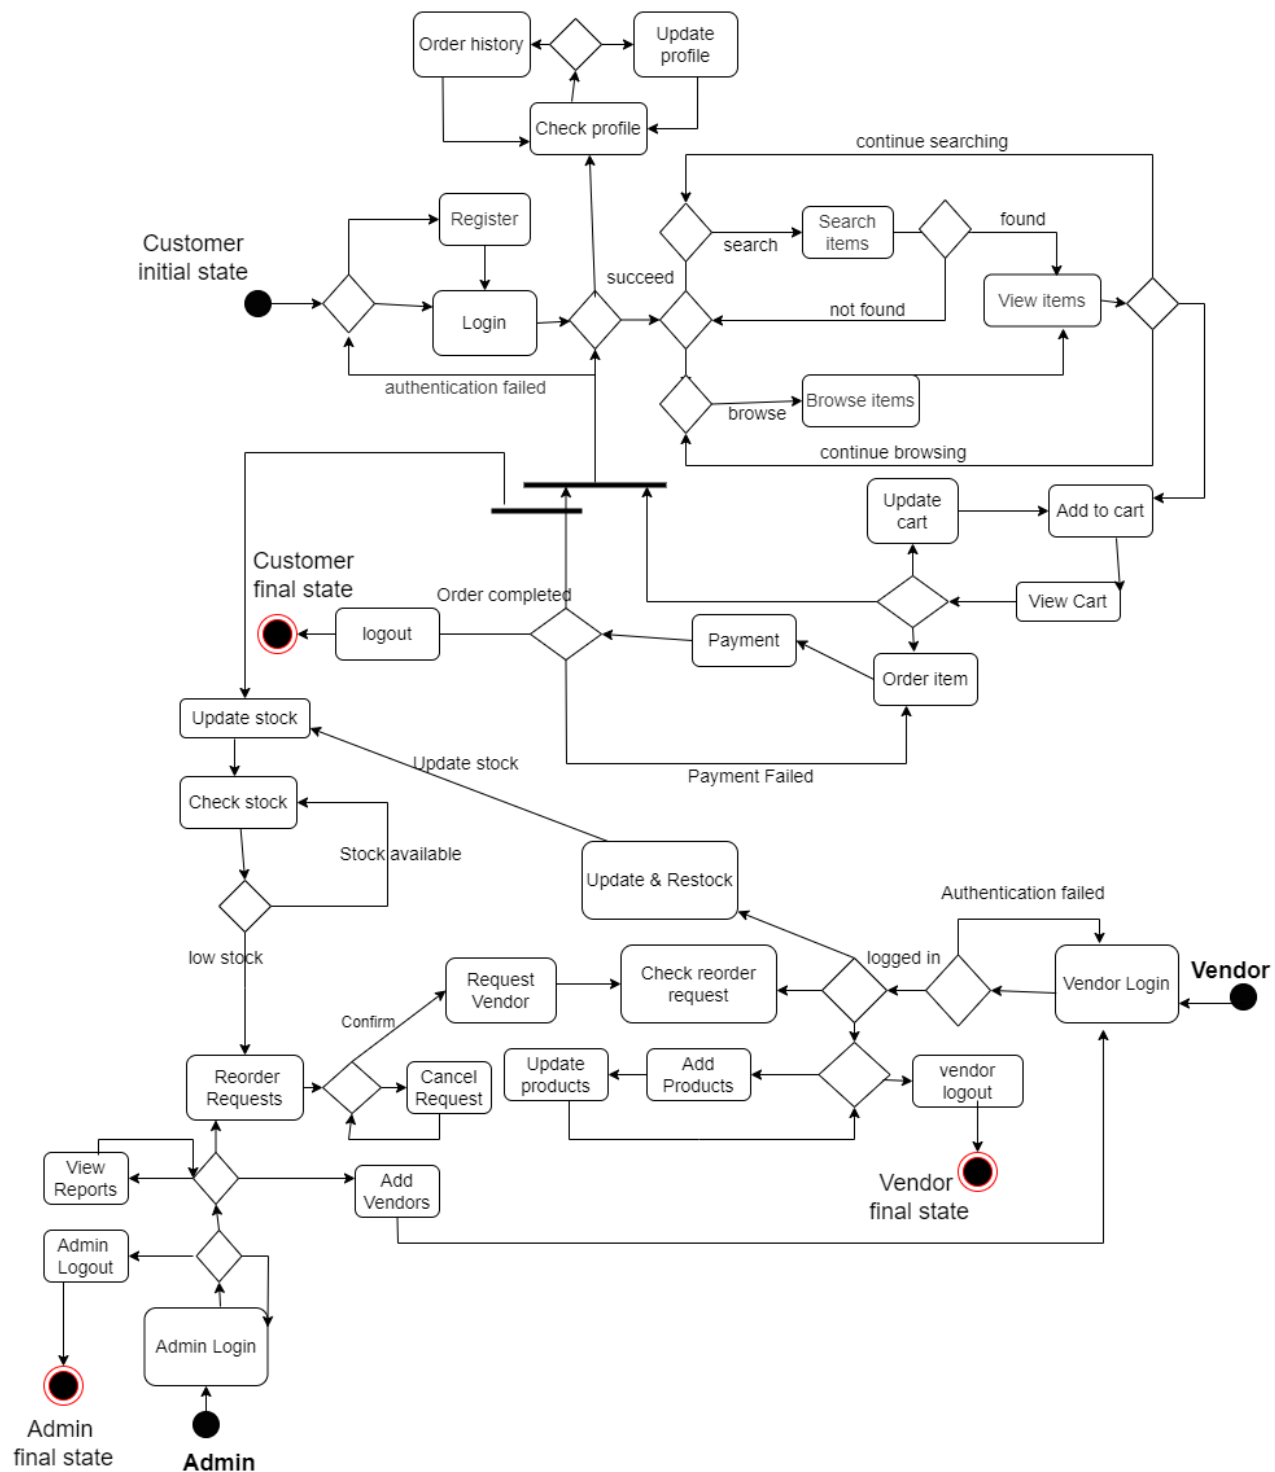 Order history
Update
profile
Check profile
continue searching
Register
Search
items
search
found
Customer
initial state
succeed
View items
Login
not found
authentication failed
browse
Browse items
continue browsing
Update
cart
Add to cart
Customer
final state
Order completed
View Cart
logout
Payment
Order item
Update stock
Update stock
Payment Failed
Check stock
Stock available
Update & Restock
Authentication failed
low stock
logged in
Request
Vendor
Check reorder
request
Vendor Login
Vendor
Confirm
Reorder
Requests
Cancel
Request
Update
products
Add
Products
vendor
logout
View
Reports
Add
Vendors
Vendor
final state
Admin
Logout
Admin Login
Admin
final state
Admin